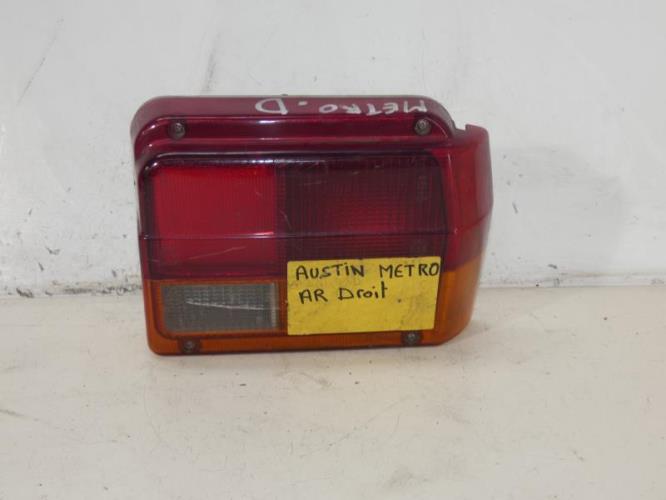 METRO.D
AUSTIN METRO
AR Droit